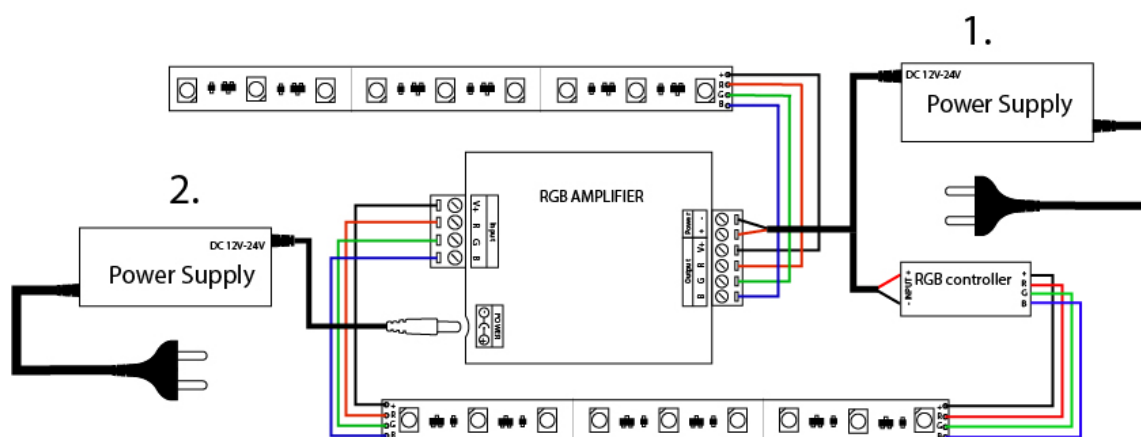 1.
DC 12V-24V
Power Supply
+
R
G
B
2.
DC 12V-24V
Power Supply
RGB AMPLIFIER
V+
R
G
B
Input
Power
- +
Output
V+
R
G
B
POWER
- +
+ INPUT -
RGB controller
+
R
G
B
+
R
G
B
+
R
G
B